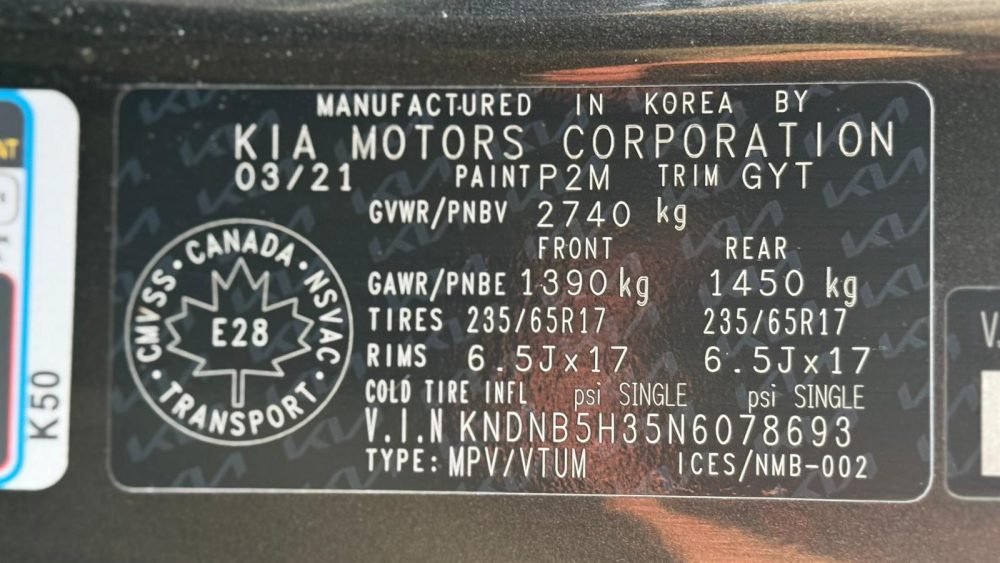 MANUFACTURED IN KOREA BY
KIA MOTORS CORPORATION
03/21 PAINT P2M TRIM GYT
GVWR/PNBV 2740 kg
FRONT REAR
GAWR/PNBE 1390 kg 1450 kg
TIRES 235/65R17 235/65R17
RIMS 6.5Jx17 6.5Jx17
COLD TIRE INFL psi SINGLE psi SINGLE
V.I.N KNDNB5H35N6078693
TYPE: MPV/VTUM ICES/NMB-002
CMVSS • CANADA • NSVAC • TRANSPORT •
E28
K50